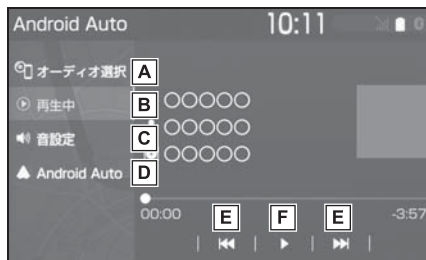 Android Auto 10:11
オーディオ選択 A
再生中 B ○○○○○
音設定 C ○○○○○
○○○○○
Android Auto D
00:00 E F E -3:57